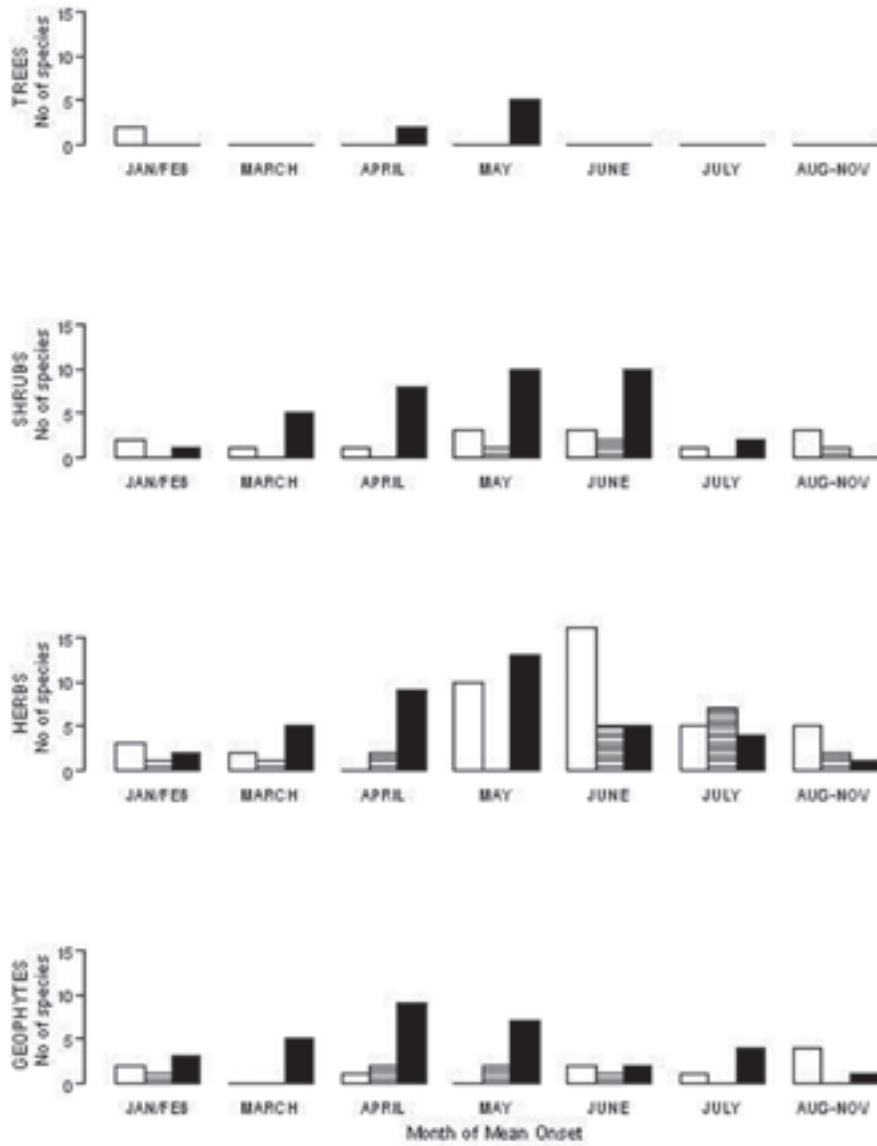 TREES
No of species
15
10
5
0
JAN/FEB MARCH APRIL MAY JUNE JULY AUG-NOV
SHRUBS
No of species
15
10
5
0
JAN/FEB MARCH APRIL MAY JUNE JULY AUG-NOV
HERBS
No of species
15
10
5
0
JAN/FEB MARCH APRIL MAY JUNE JULY AUG-NOV
GEOPHYTES
No of species
15
10
5
0
JAN/FEB MARCH APRIL MAY JUNE JULY AUG-NOV
Month of Mean Onset